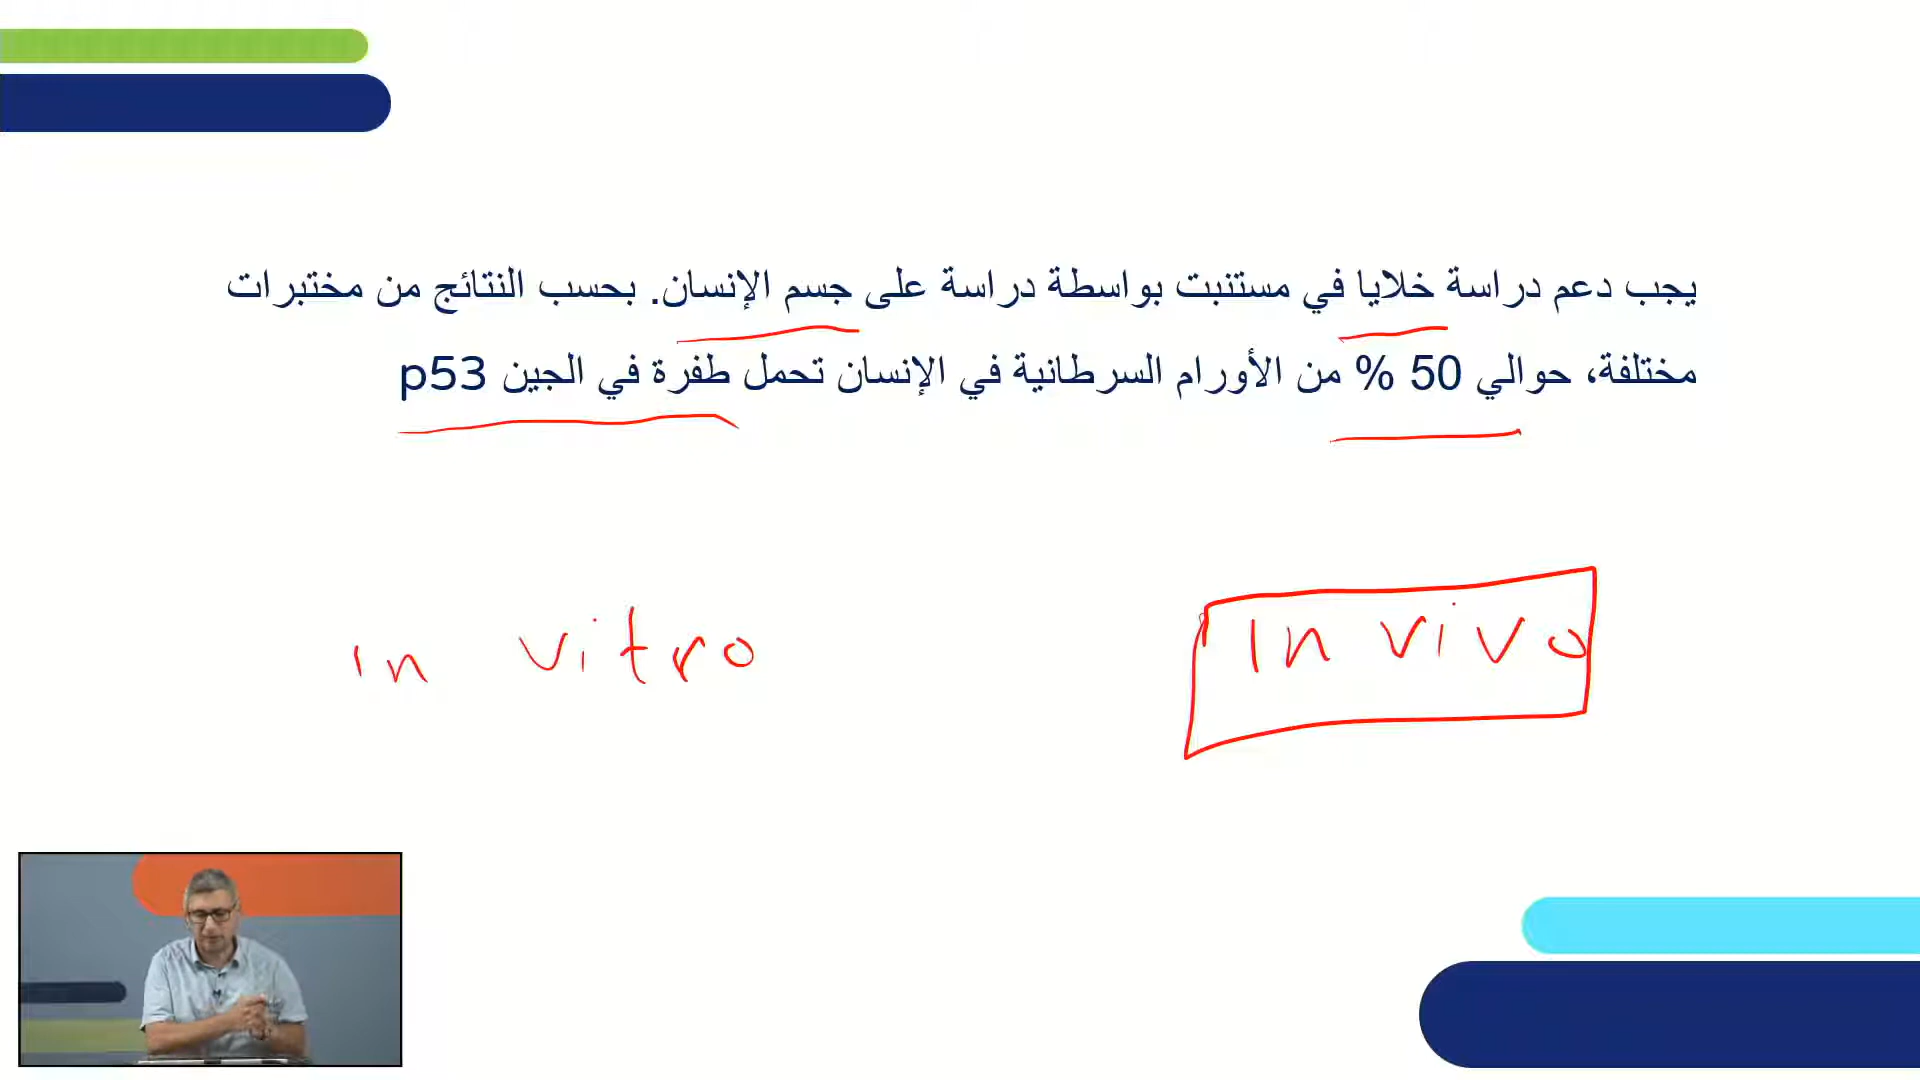 يجب دعم دراسة خلايا في مستنبت بواسطة دراسة على جسم الإنسان. بحسب النتائج من مختبرات
مختلفة، حوالي 50 % من الأورام السرطانية في الإنسان تحمل طفرة في الجين p53
In vivo
in vitro